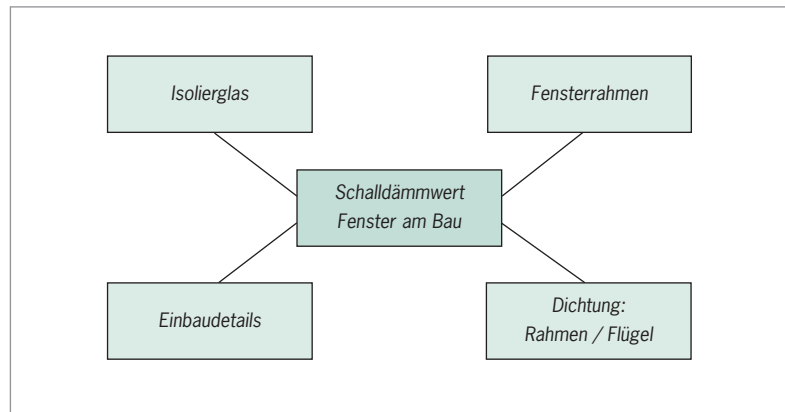 Isolierglas
Fensterrahmen
Schalldämmwert
Fenster am Bau
Einbaudetails
Dichtung:
Rahmen / Flügel